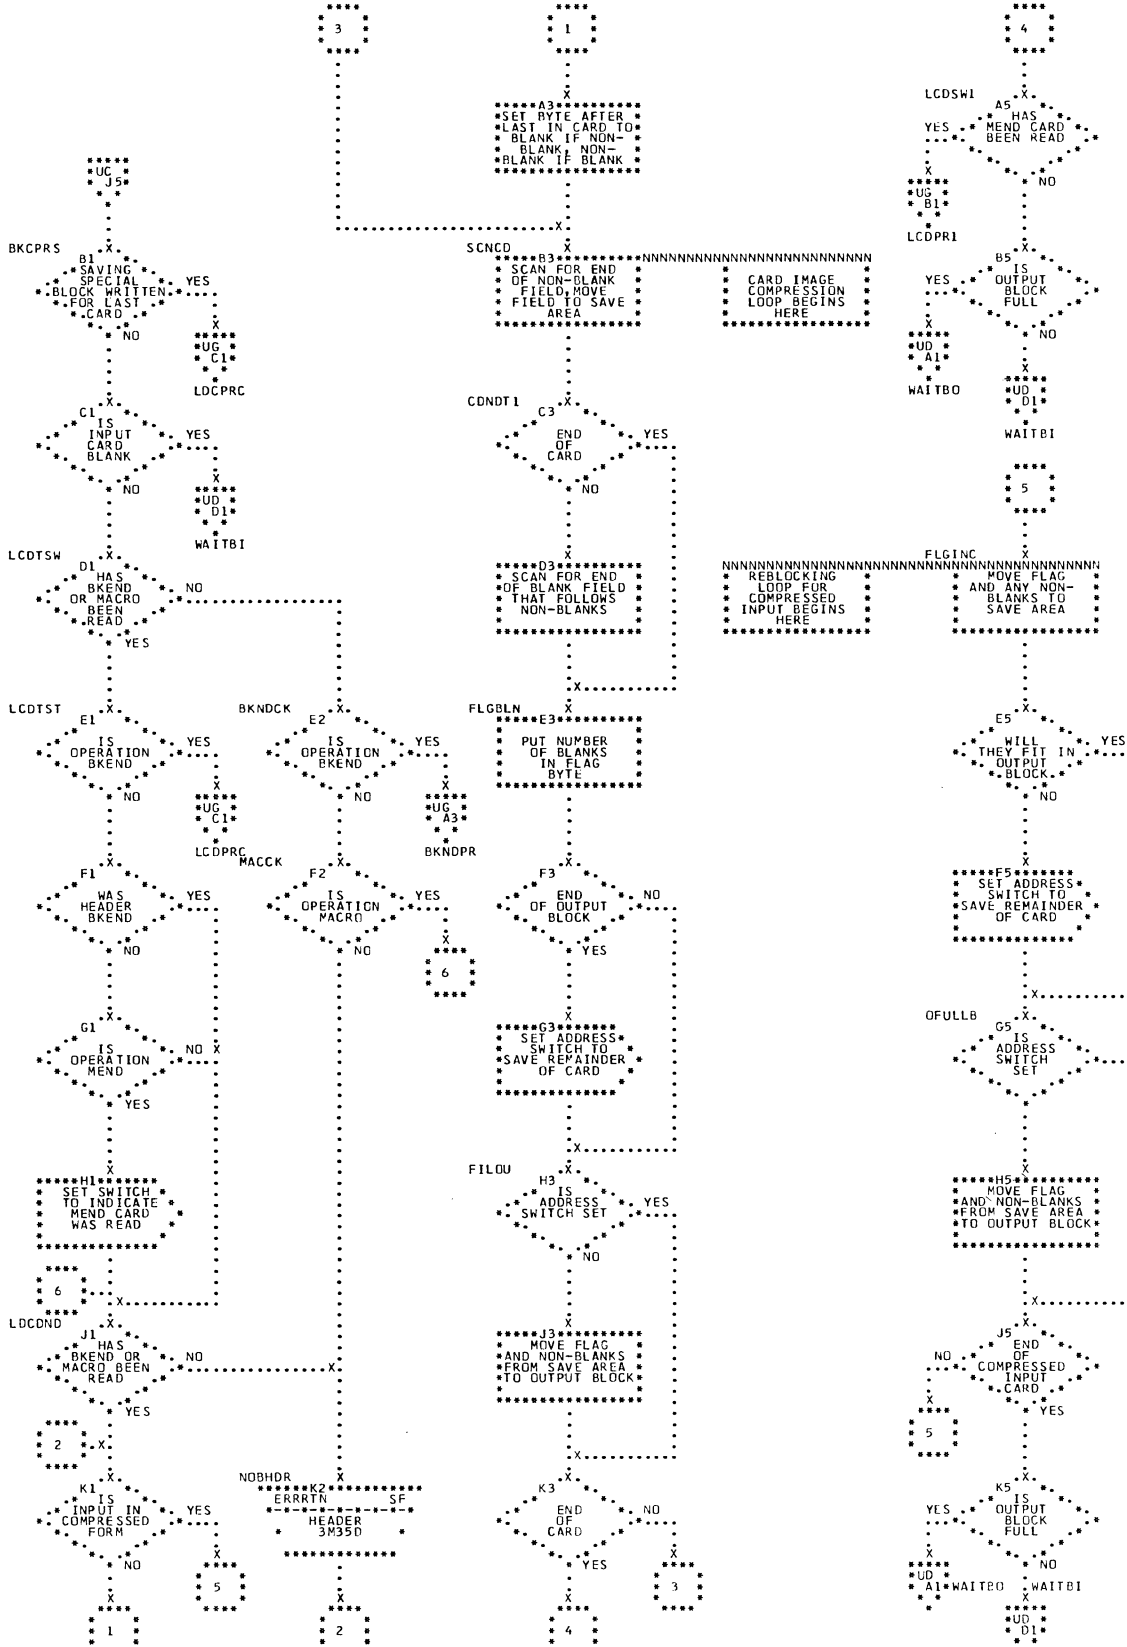 3
1
4
A3
SET BYTE AFTER
LAST IN CARD TO
BLANK IF NON-
BLANK, NON-
BLANK IF BLANK
LCDSW1
A5
HAS
MEND CARD
BEEN READ
YES
NO
UG
B1
LCDPR1
UC
J5
BKCPRS
B1
SAVING
SPECIAL
BLOCK WRITTEN
FOR LAST
CARD
YES
NO
UG
C1
LDCPRC
SCNCD
B3
SCAN FOR END
OF NON-BLANK
FIELD,MOVE
FIELD TO SAVE
AREA
NNNNNNNNNNNNNNNNNNNNNNNNNN
CARD IMAGE
COMPRESSION
LOOP BEGINS
HERE
B5
IS
OUTPUT
BLOCK
FULL
YES
NO
UD
A1
WAITBO
UD
D1
WAITBI
C1
IS
INPUT
CARD
BLANK
YES
NO
UD
D1
WAITBI
CDNDT1
C3
END
OF
CARD
YES
NO
5
LCDTSW
D1
HAS
BKEND
OR MACRO
BEEN
READ
NO
YES
D3
SCAN FOR END
OF BLANK FIELD
THAT FOLLOWS
NON-BLANKS
FLGINC
NNNNNNNNNNNNNNNNNNNNNNNNNNNNNNNNNNNNNNNNNN
REBLOCKING
LOOP FOR
COMPRESSED
INPUT BEGINS
HERE
MOVE FLAG
AND ANY NON-
BLANKS TO
SAVE AREA
LCDTST
E1
IS
OPERATION
BKEND
YES
NO
UG
C1
LCDPRC
BKNDCK
E2
IS
OPERATION
BKEND
YES
NO
UG
A3
BKNDPR
FLGBLN
E3
PUT NUMBER
OF BLANKS
IN FLAG
BYTE
E5
WILL
THEY FIT IN
OUTPUT
BLOCK
YES
NO
F1
WAS
HEADER
BKEND
YES
NO
MACCK
F2
IS
OPERATION
MACRO
YES
NO
6
F3
END
OF OUTPUT
BLOCK
NO
YES
F5
SET ADDRESS
SWITCH TO
SAVE REMAINDER
OF CARD
G1
IS
OPERATION
MEND
NO
YES
G3
SET ADDRESS
SWITCH TO
SAVE REMAINDER
OF CARD
OFULLB
G5
IS
ADDRESS
SWITCH
SET
H1
SET SWITCH
TO INDICATE
MEND CARD
WAS READ
FILOU
H3
IS
ADDRESS
SWITCH SET
YES
NO
H5
MOVE FLAG
AND NON-BLANKS
FROM SAVE AREA
TO OUTPUT BLOCK
6
LDCDND
J1
HAS
BKEND OR
MACRO BEEN
READ
NO
YES
J3
MOVE FLAG
AND NON-BLANKS
FROM SAVE AREA
TO OUTPUT BLOCK
J5
END
OF
COMPRESSED
INPUT
CARD
NO
YES
5
2
K1
IS
INPUT IN
COMPRESSED
FORM
YES
NO
5
1
NOBHDR
K2
ERRRTN SF
HEADER
3M35D
2
K3
END
OF
CARD
NO
YES
3
4
K5
IS
OUTPUT
BLOCK
FULL
YES
NO
UD
A1
WAITBO
WAITBI
UD
D1